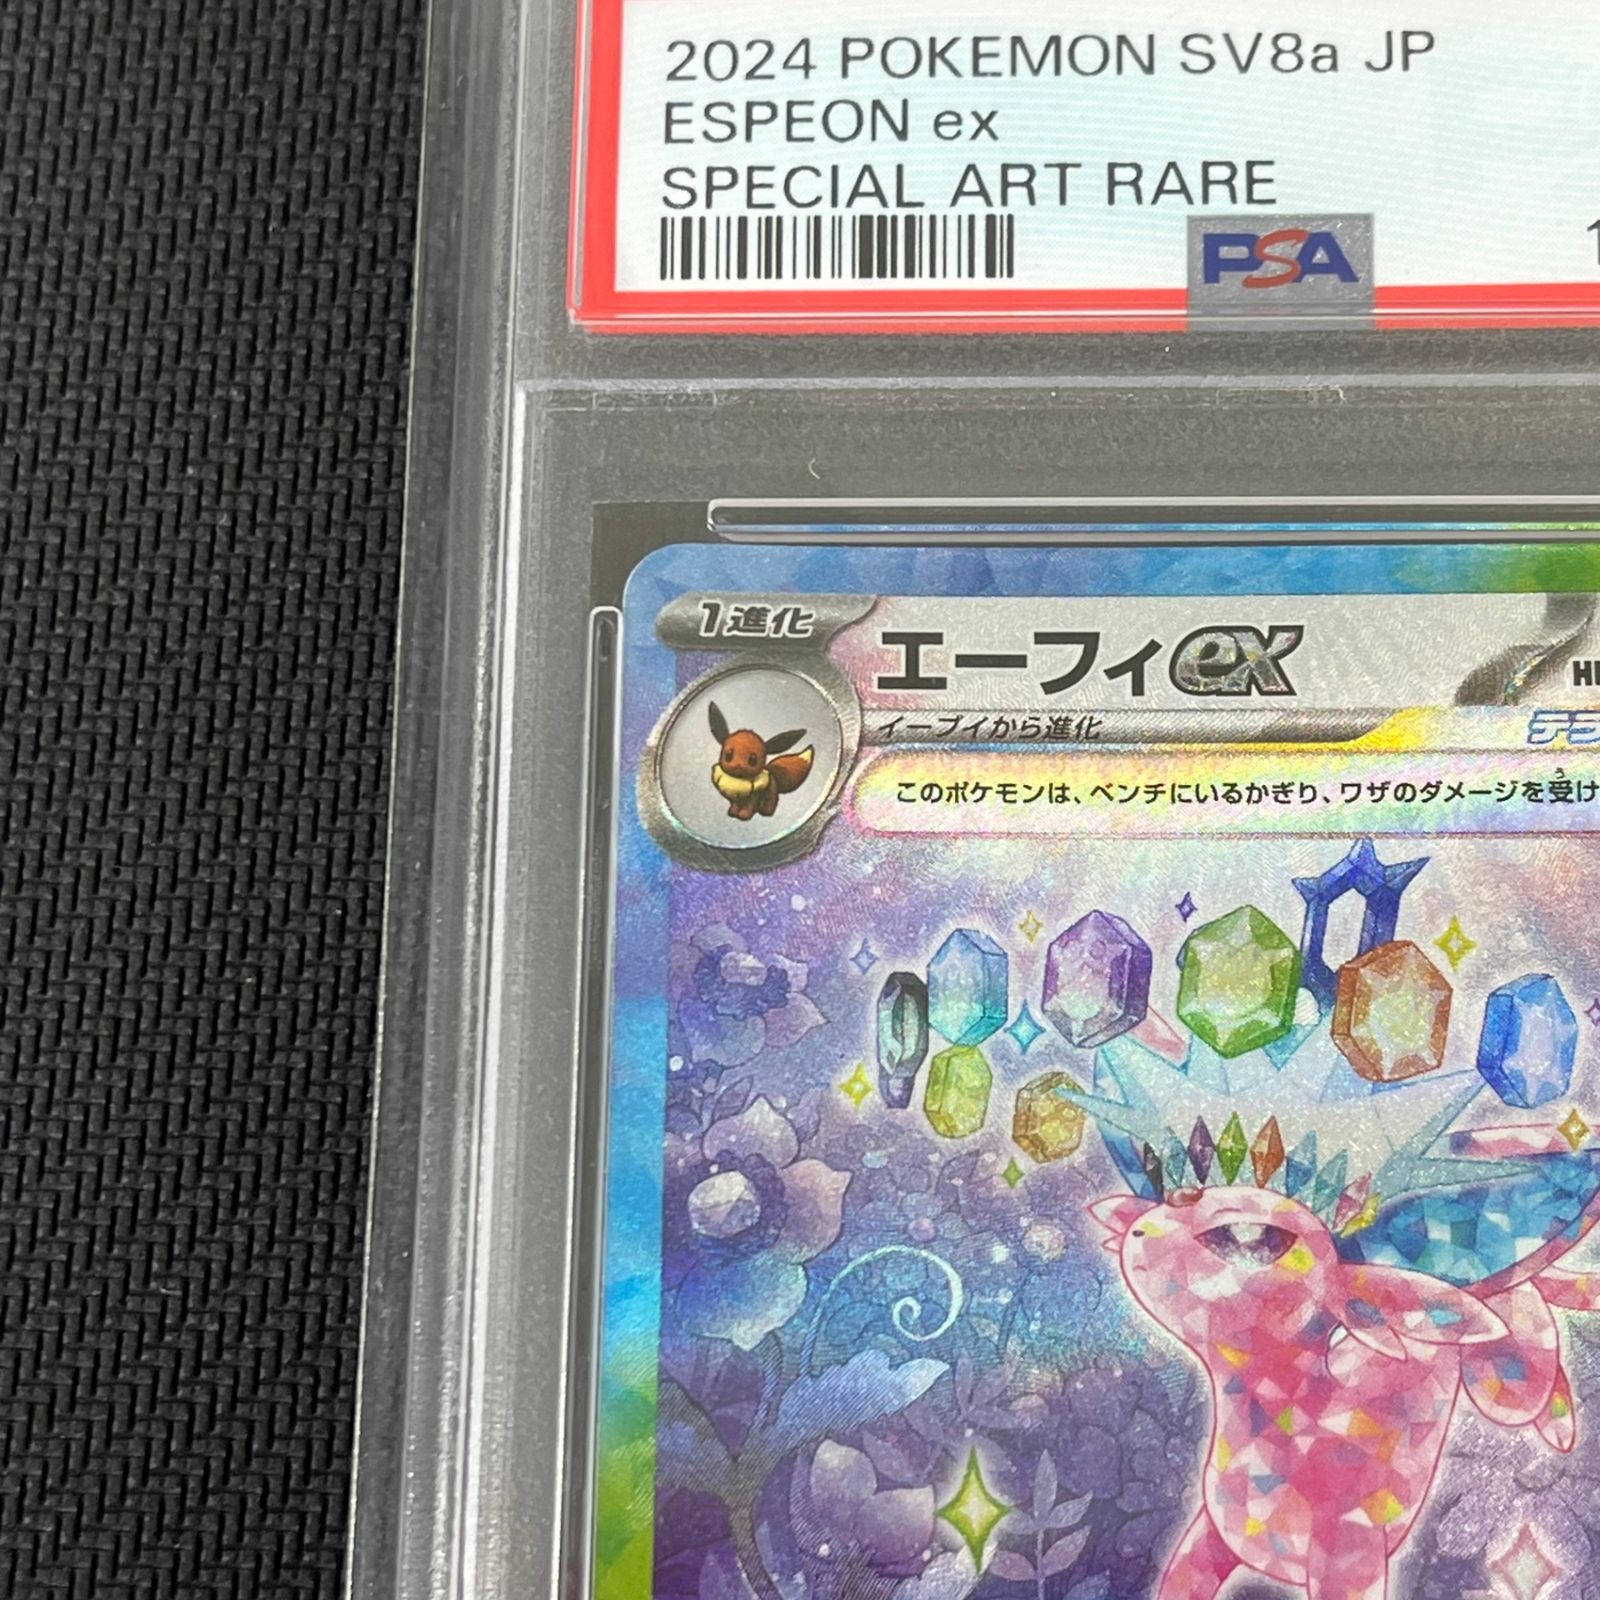 2024 POKEMON SV8a JP
ESPEON ex
SPECIAL ART RARE
PSA
1進化
エーフィex
イーブイから進化
このポケモンは、ベンチにいるかぎり、ワザのダメージを受け